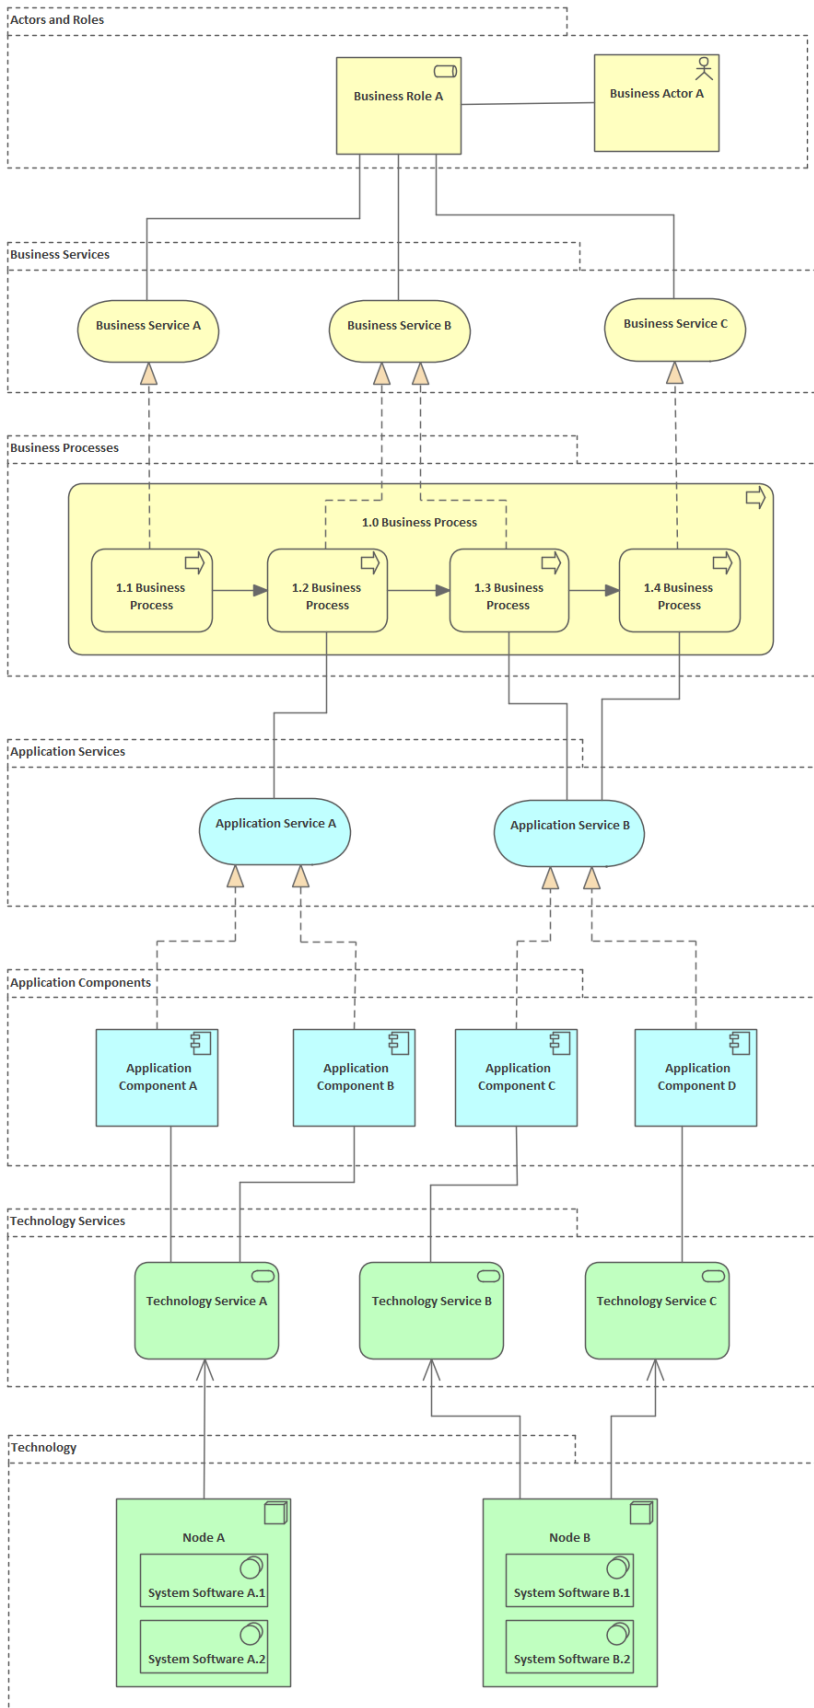 Actors and Roles
Business Role A
Business Actor A
Business Services
Business Service A
Business Service B
Business Service C
Business Processes
1.0 Business Process
1.1 Business
Process
1.2 Business
Process
1.3 Business
Process
1.4 Business
Process
Application Services
Application Service A
Application Service B
Application Components
Application
Component A
Application
Component B
Application
Component C
Application
Component D
Technology Services
Technology Service A
Technology Service B
Technology Service C
Technology
Node A
System Software A.1
System Software A.2
Node B
System Software B.1
System Software B.2